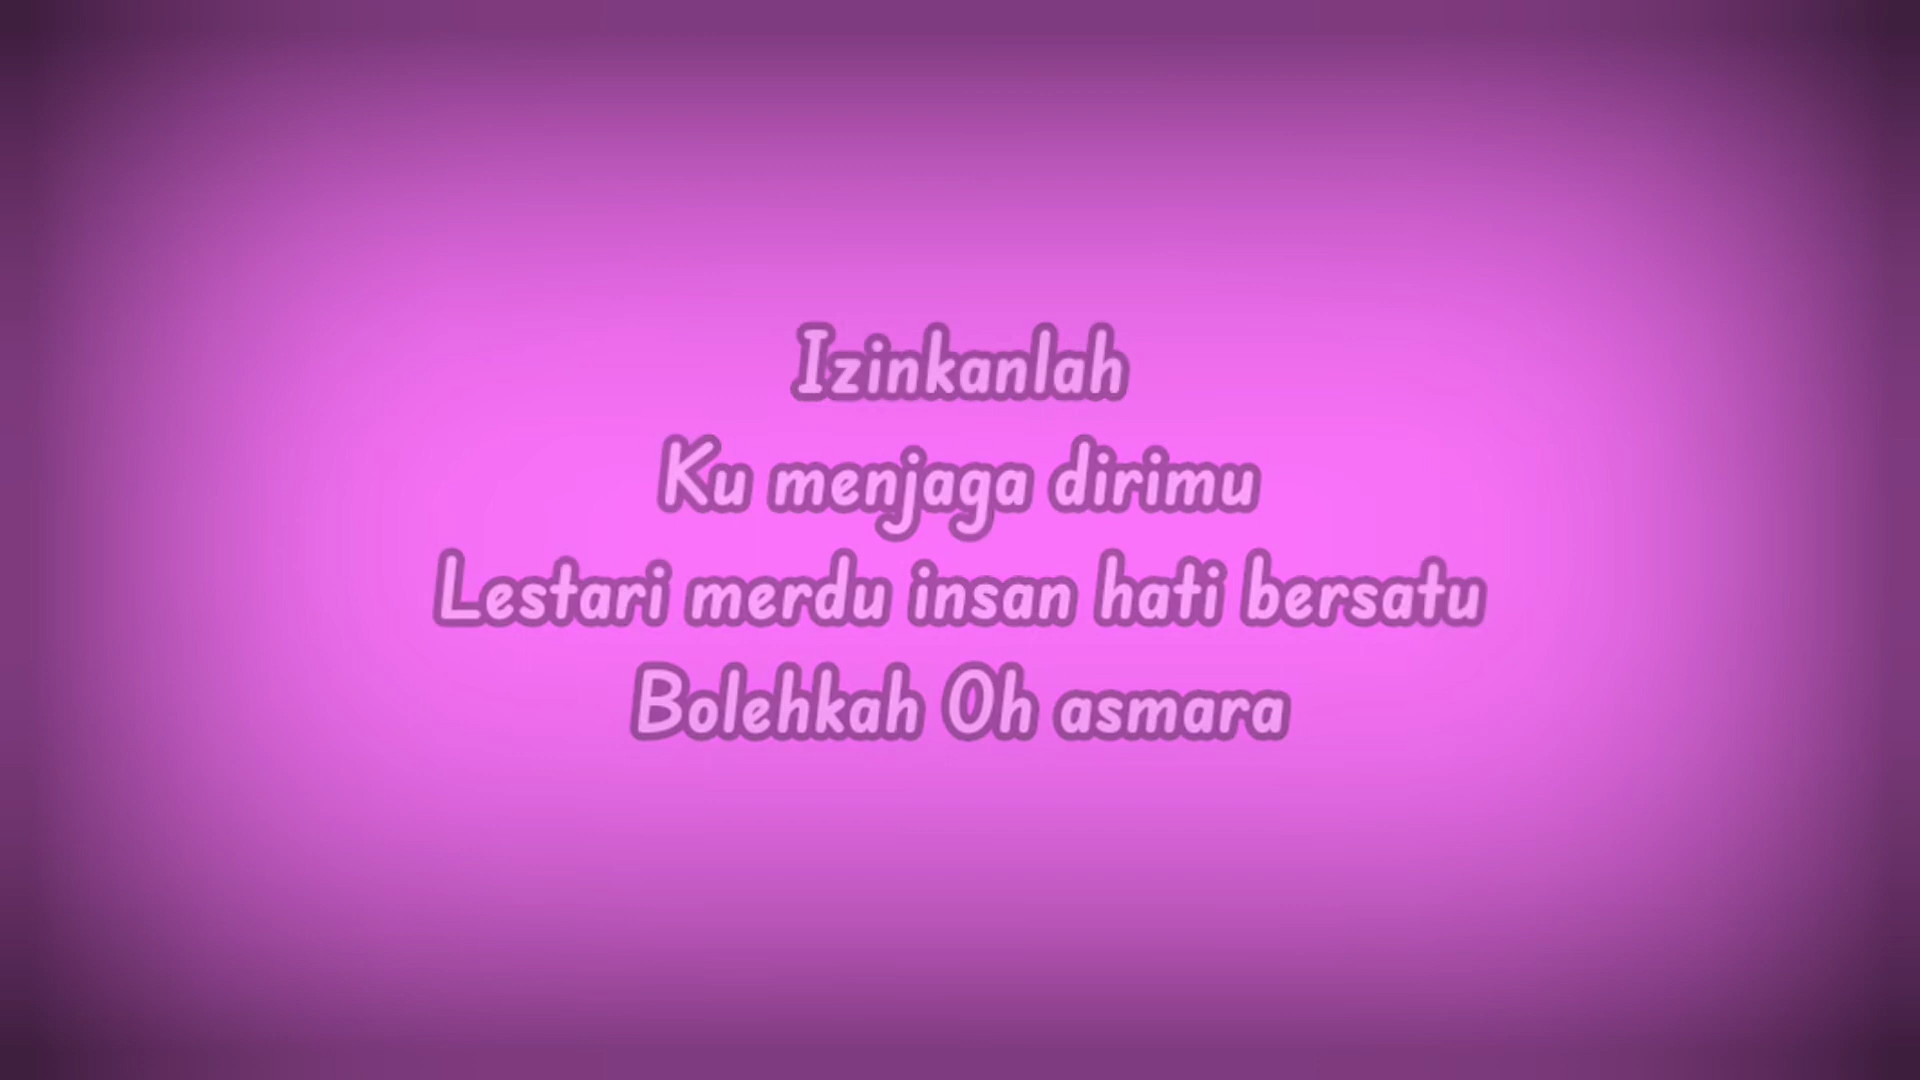 Izinkanlah
Ku menjaga dirimu
Lestari merdu insan hati bersatu
Bolehkah Oh asmara